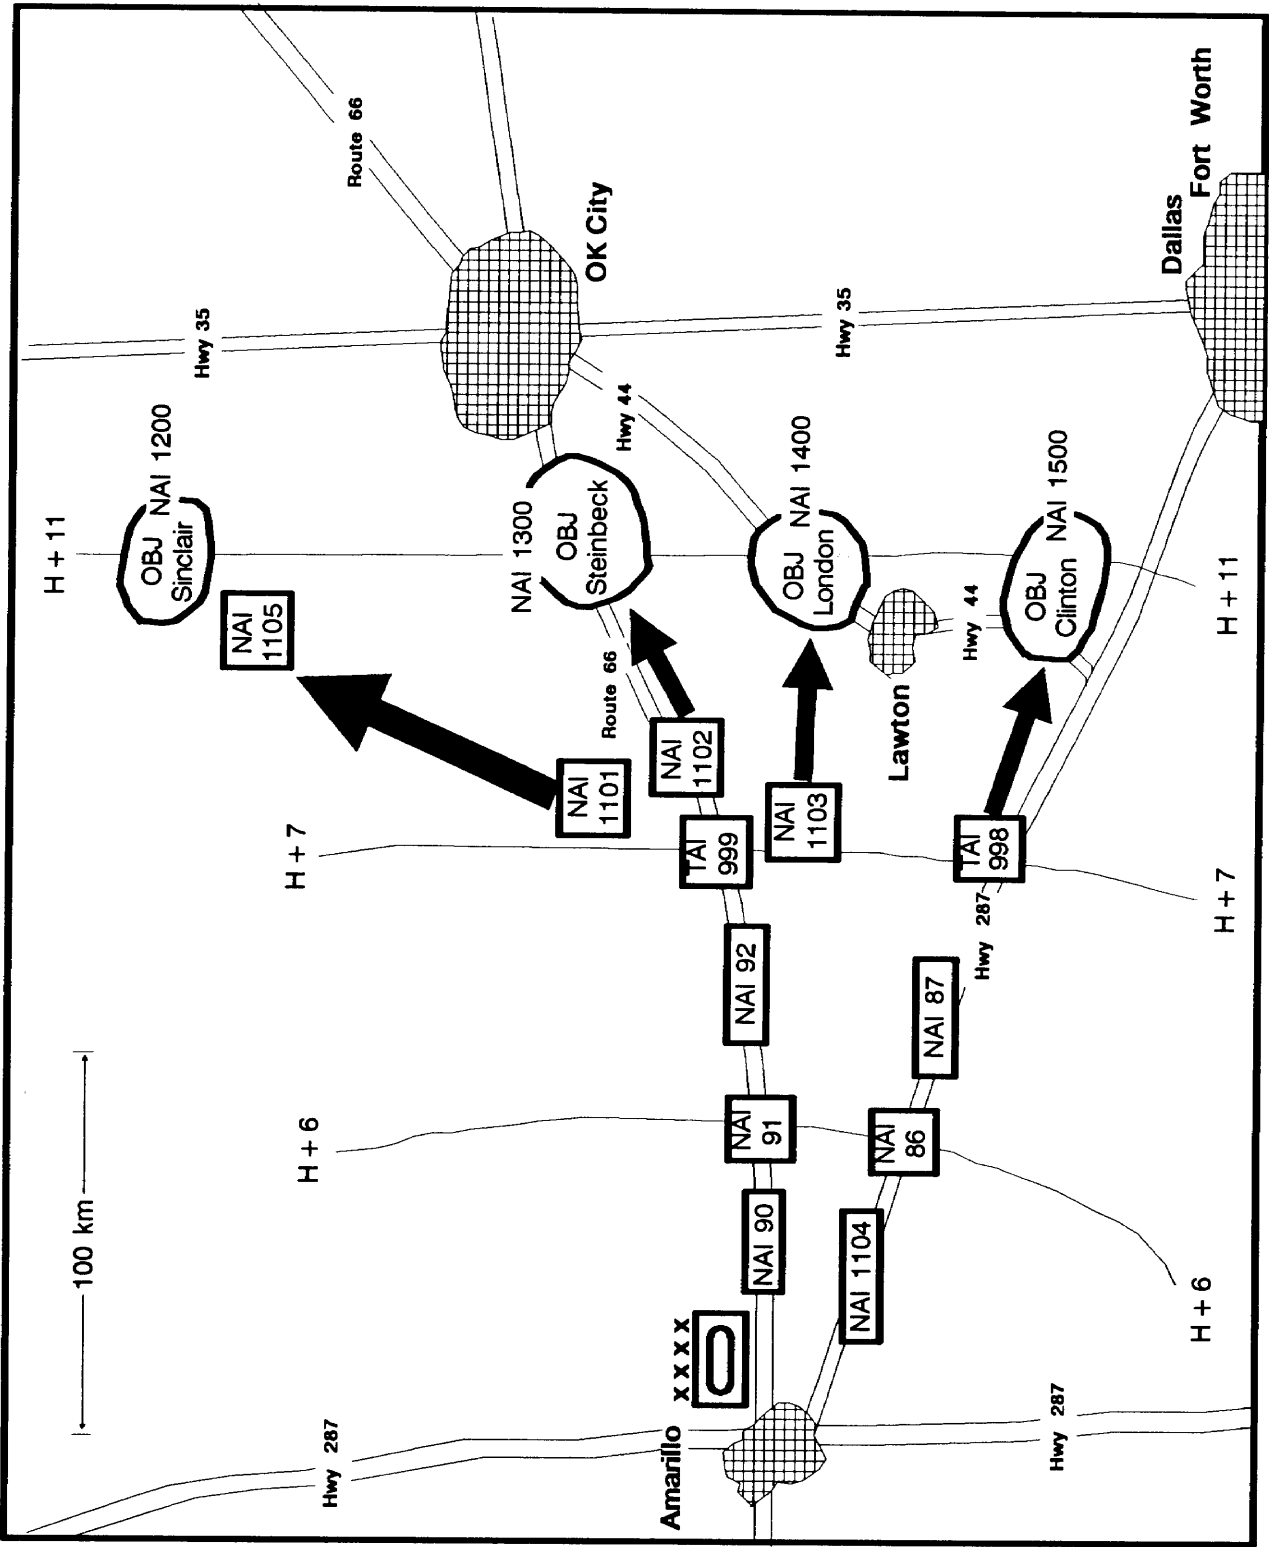 H + 11
OBJ
Sinclair
NAI 1200
Hwy 35
Route 66
NAI
1105
100 km
H + 6
H + 7
Hwy 287
NAI 1300
OBJ
Steinbeck
OK City
NAI
1101
Route 66
Hwy 44
NAI
1102
TAI
999
NAI 92
NAI
91
NAI 90
XXXX
Amarillo
NAI
1103
OBJ
London
NAI 1400
Hwy 35
Lawton
Hwy 44
NAI 1104
NAI
86
NAI 87
Hwy 287
TAI
998
OBJ
Clinton
NAI 1500
Hwy 287
H + 6
H + 7
H + 11
Dallas
Fort Worth